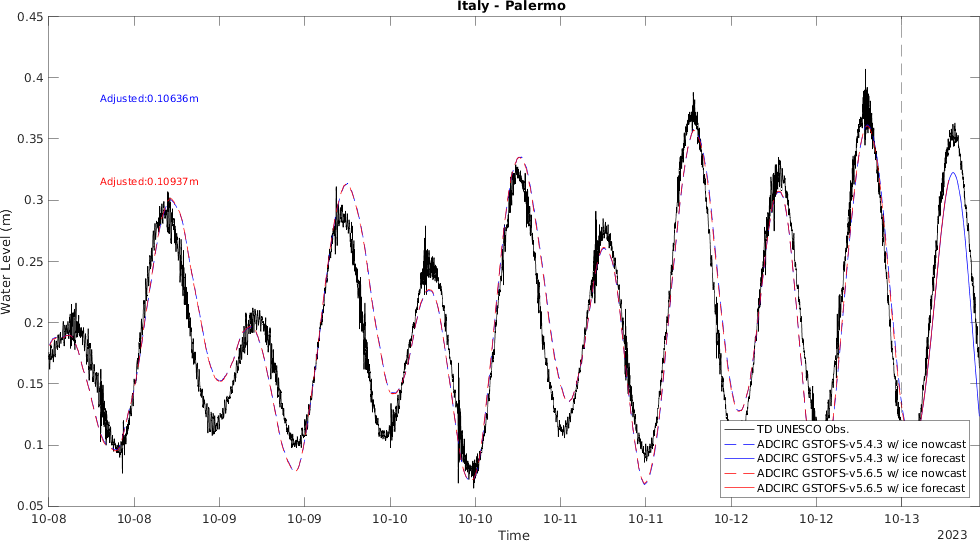 Italy - Palermo
0.45
0.4
0.35
0.3
0.25
0.2
0.15
0.1
0.05
Water Level (m)
Adjusted:0.10636m
Adjusted:0.10937m
TD UNESCO Obs.
ADCIRC GSTOFS-v5.4.3 w/ ice nowcast
ADCIRC GSTOFS-v5.4.3 w/ ice forecast
ADCIRC GSTOFS-v5.6.5 w/ ice nowcast
ADCIRC GSTOFS-v5.6.5 w/ ice forecast
10-08 10-08 10-09 10-09 10-10 10-10 10-11 10-11 10-12 10-12 10-13
Time
2023